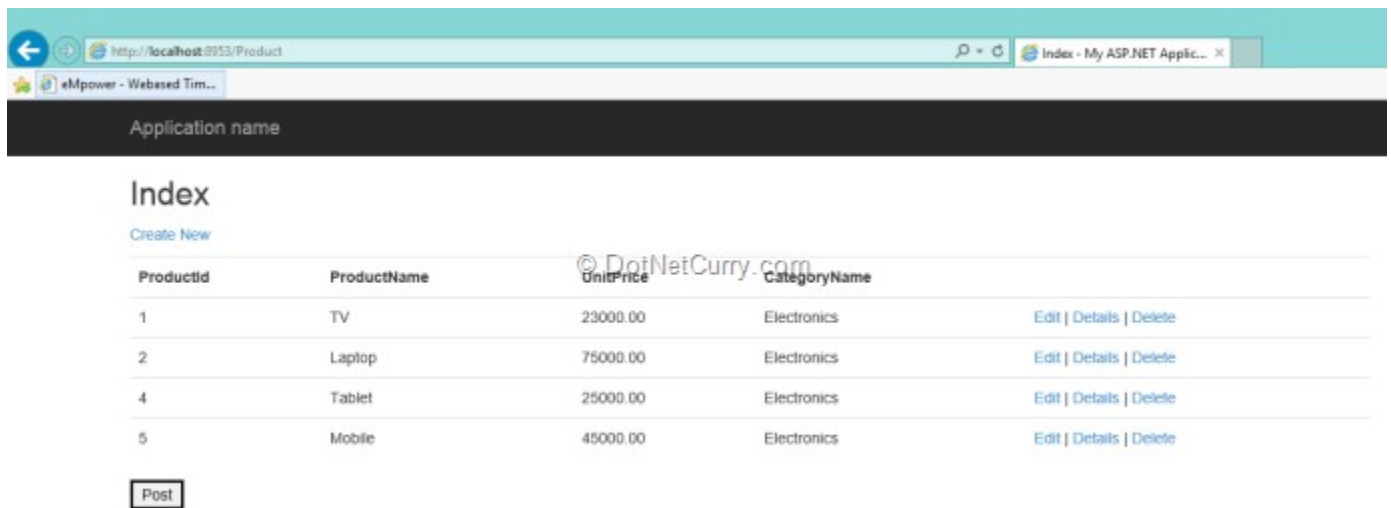 http://localhost:8953/Product
Index - My ASP.NET Applic...
eMpower - Webased Tim...
Application name
Index
Create New
© DotNetCurry.com
ProductId ProductName UnitPrice CategoryName
1 TV 23000.00 Electronics Edit | Details | Delete
2 Laptop 75000.00 Electronics Edit | Details | Delete
4 Tablet 25000.00 Electronics Edit | Details | Delete
5 Mobile 45000.00 Electronics Edit | Details | Delete
Post